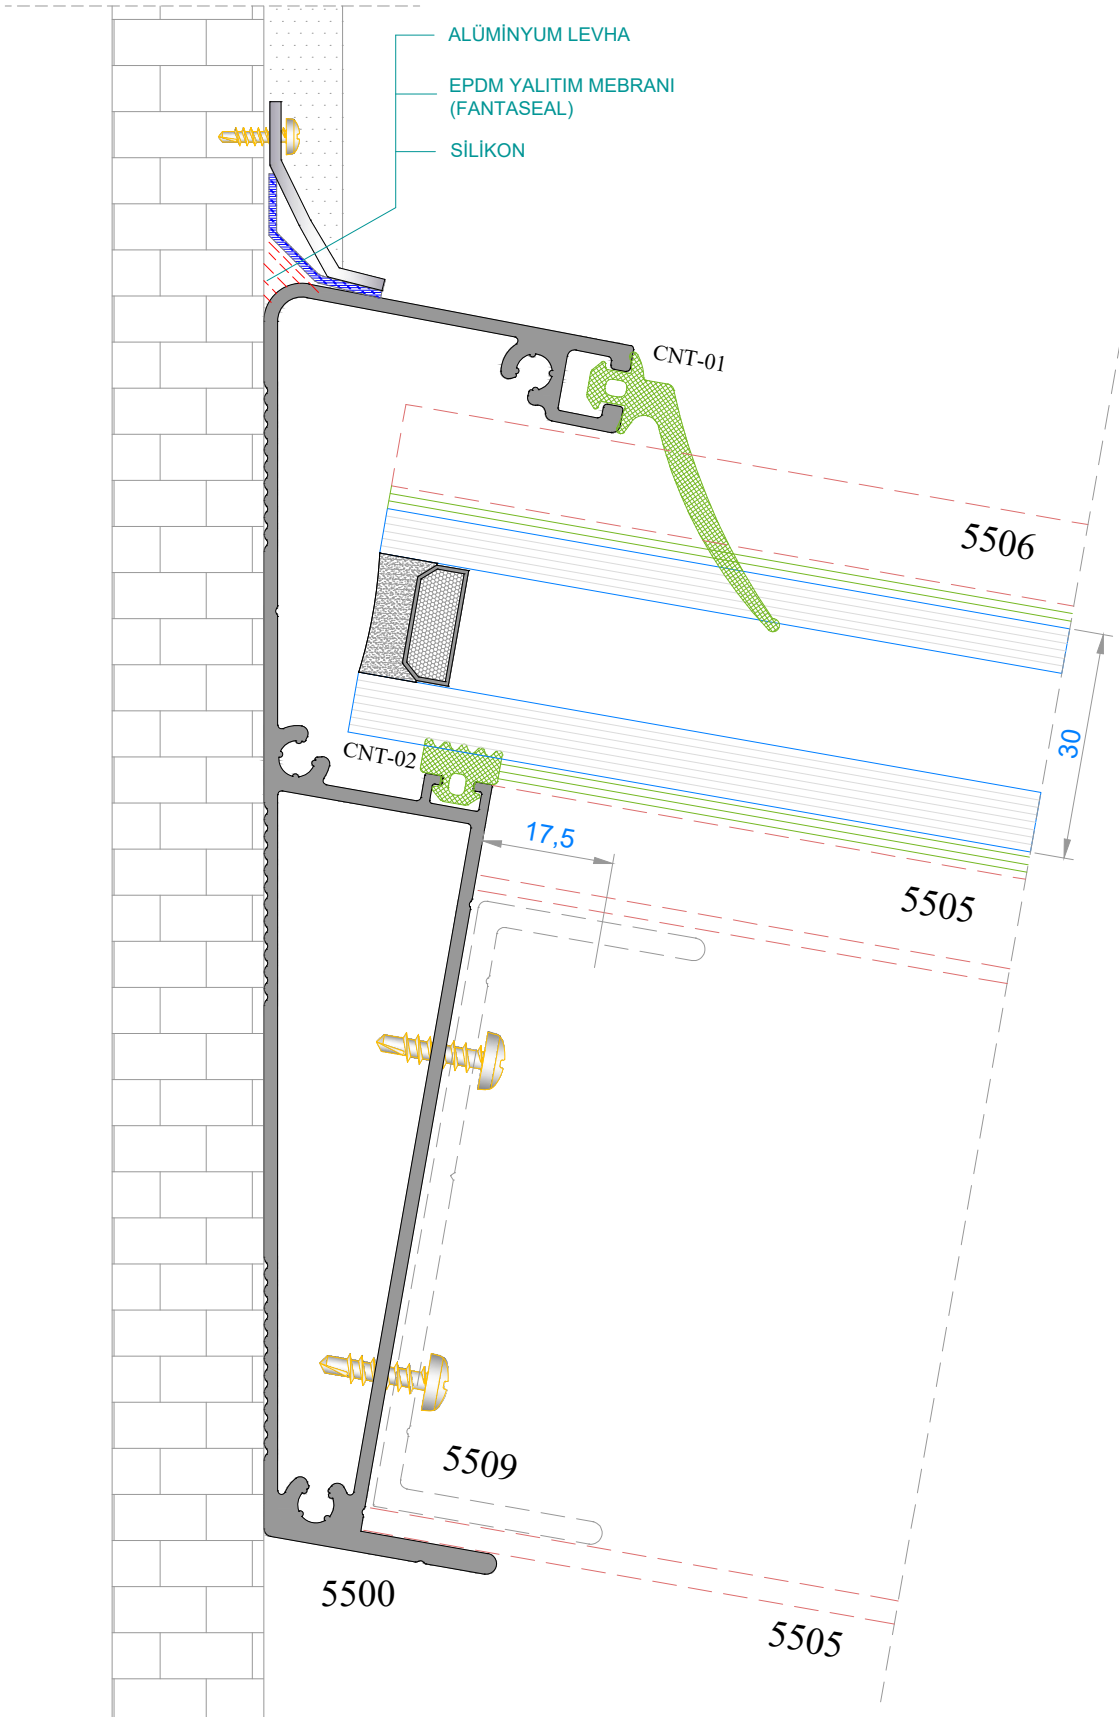 ALÜMİNYUM LEVHA
EPDM YALITIM MEBRANI
(FANTASEAL)
SİLİKON
CNT-01
5506
30
CNT-02
17,5
5505
5509
5500
5505